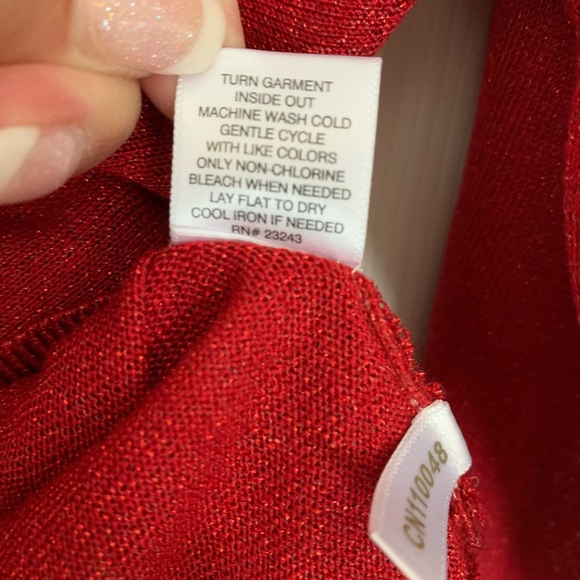 TURN GARMENT
INSIDE OUT
MACHINE WASH COLD
GENTLE CYCLE
WITH LIKE COLORS
ONLY NON-CHLORINE
BLEACH WHEN NEEDED
LAY FLAT TO DRY
COOL IRON IF NEEDED
RN# 23243
CN110048